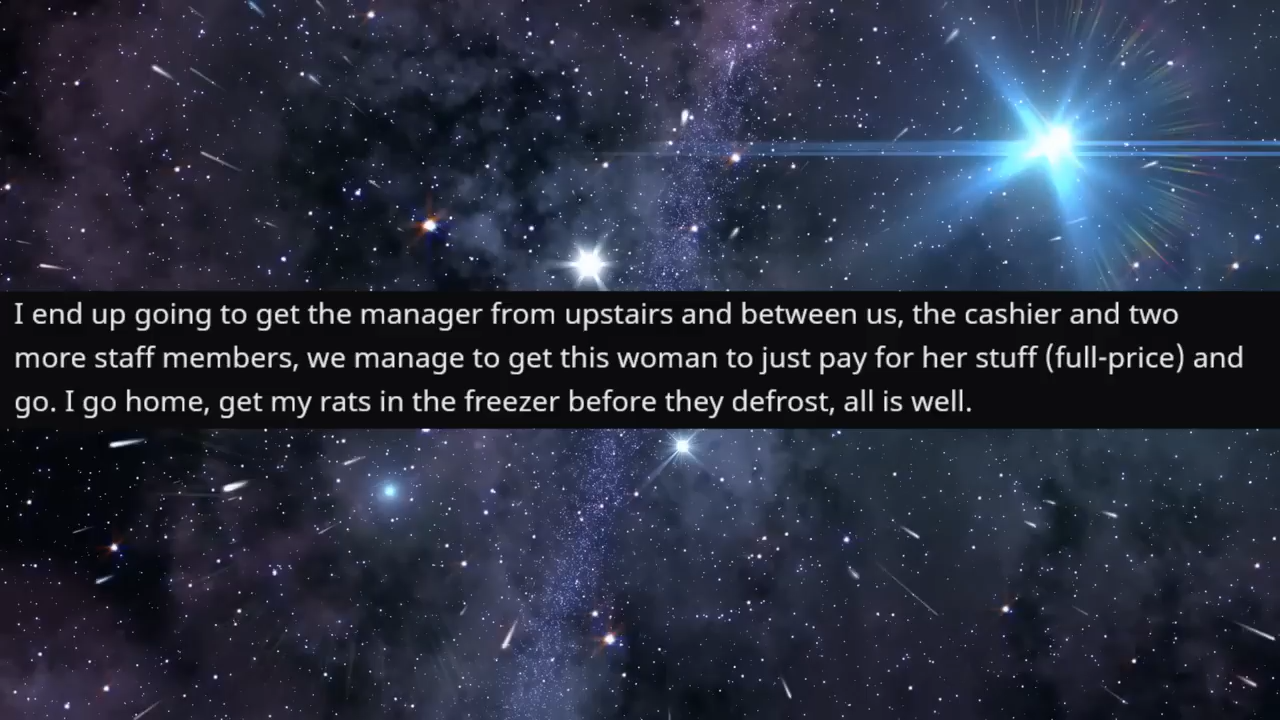 I end up going to get the manager from upstairs and between us, the cashier and two
more staff members, we manage to get this woman to just pay for her stuff (full-price) and
go. I go home, get my rats in the freezer before they defrost, all is well.